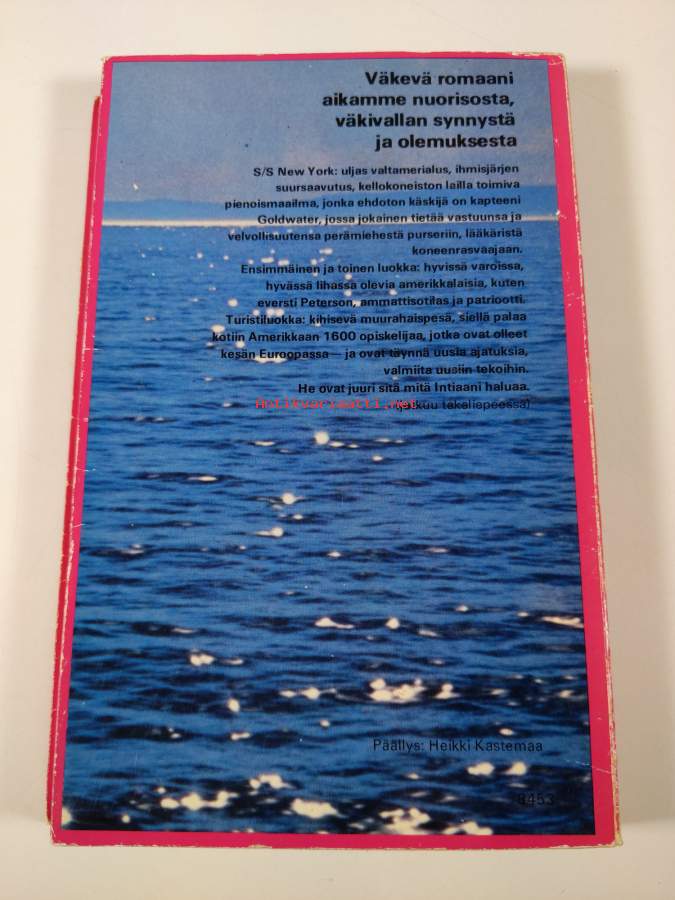 Väkevä romaani
aikamme nuorisosta,
väkivallan synnystä
ja olemuksesta
S/S New York: uljas valtamerialus, ihmisjärjen
suursaavutus, kellokoneiston lailla toimiva
pienoismaailma, jonka ehdoton käskijä on kapteeni
Goldwater, jossa jokainen tietää vastuunsa ja
velvollisuutensa perämiehestä purseriin, lääkäristä
koneenrasvaajaan.
Ensimmäinen ja toinen luokka: hyvissä varoissa,
hyvässä lihassa olevia amerikkalaisia, kuten
eversti Peterson, ammattisotilas ja patriootti.
Turistiluokka: kihisevä muurahaispesä, siellä palaa
kotiin Amerikkaan 1600 opiskelijaa, jotka ovat olleet
kesän Euroopassa — ja ovat täynnä uusia ajatuksia,
valmiita uusiin tekoihin.
He ovat juuri sitä mitä Intiaani haluaa.
Antikvariaatti.net
takaliepeessä)
Päällys: Heikki Kastemaa
8453